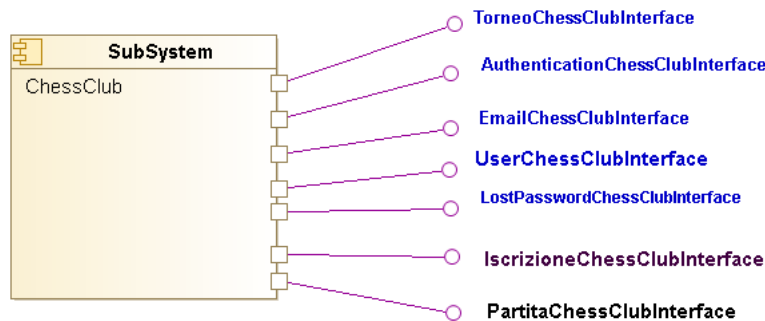 SubSystem
ChessClub
TorneoChessClubInterface
AuthenticationChessClubInterface
EmailChessClubInterface
UserChessClubInterface
LostPasswordChessClubInterface
IscrizioneChessClubInterface
PartitaChessClubInterface